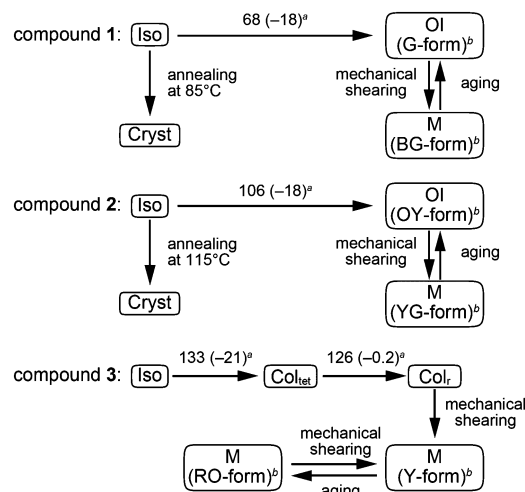 compound 1: Iso 68 (–18)a OI
(G-form)b
annealing
at 85°C
mechanical
shearing
aging
Cryst
M
(BG-form)b
compound 2: Iso 106 (–18)a OI
(OY-form)b
annealing
at 115°C
mechanical
shearing
aging
Cryst
M
(YG-form)b
compound 3: Iso 133 (–21)a Coltet 126 (–0.2)a Colr
mechanical
shearing
M
(RO-form)b
mechanical
shearing
aging
M
(Y-form)b